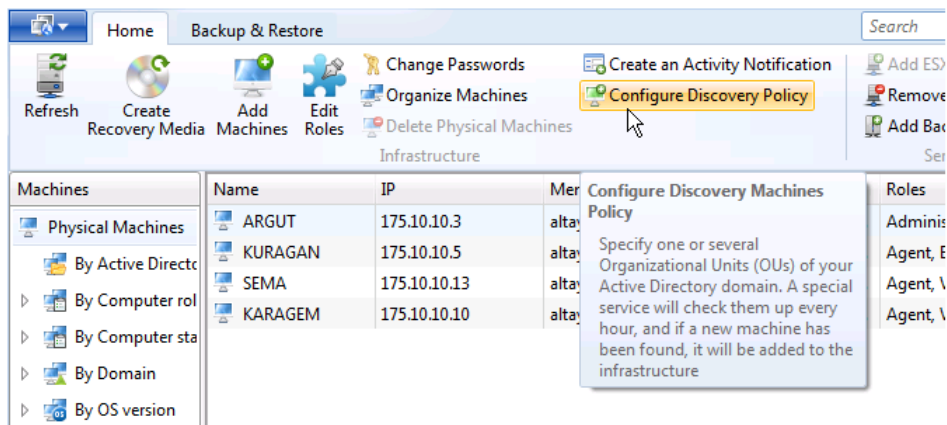 Home Backup & Restore Search
Refresh
Create
Recovery Media
Add
Machines
Edit
Roles
Change Passwords
Organize Machines
Delete Physical Machines
Create an Activity Notification
Configure Discovery Policy
Add ESX
Remove
Add Bac
Infrastructure
Ser
Machines
Physical Machines
By Active Directo
By Computer rol
By Computer sta
By Domain
By OS version
Name IP Mer Roles
ARGUT 175.10.10.3 altay Adminis
KURAGAN 175.10.10.5 altay Agent, E
SEMA 175.10.10.13 altay Agent, V
KARAGEM 175.10.10.10 altay Agent, V
Configure Discovery Machines
Policy
Specify one or several
Organizational Units (OUs) of your
Active Directory domain. A special
service will check them up every
hour, and if a new machine has
been found, it will be added to the
infrastructure